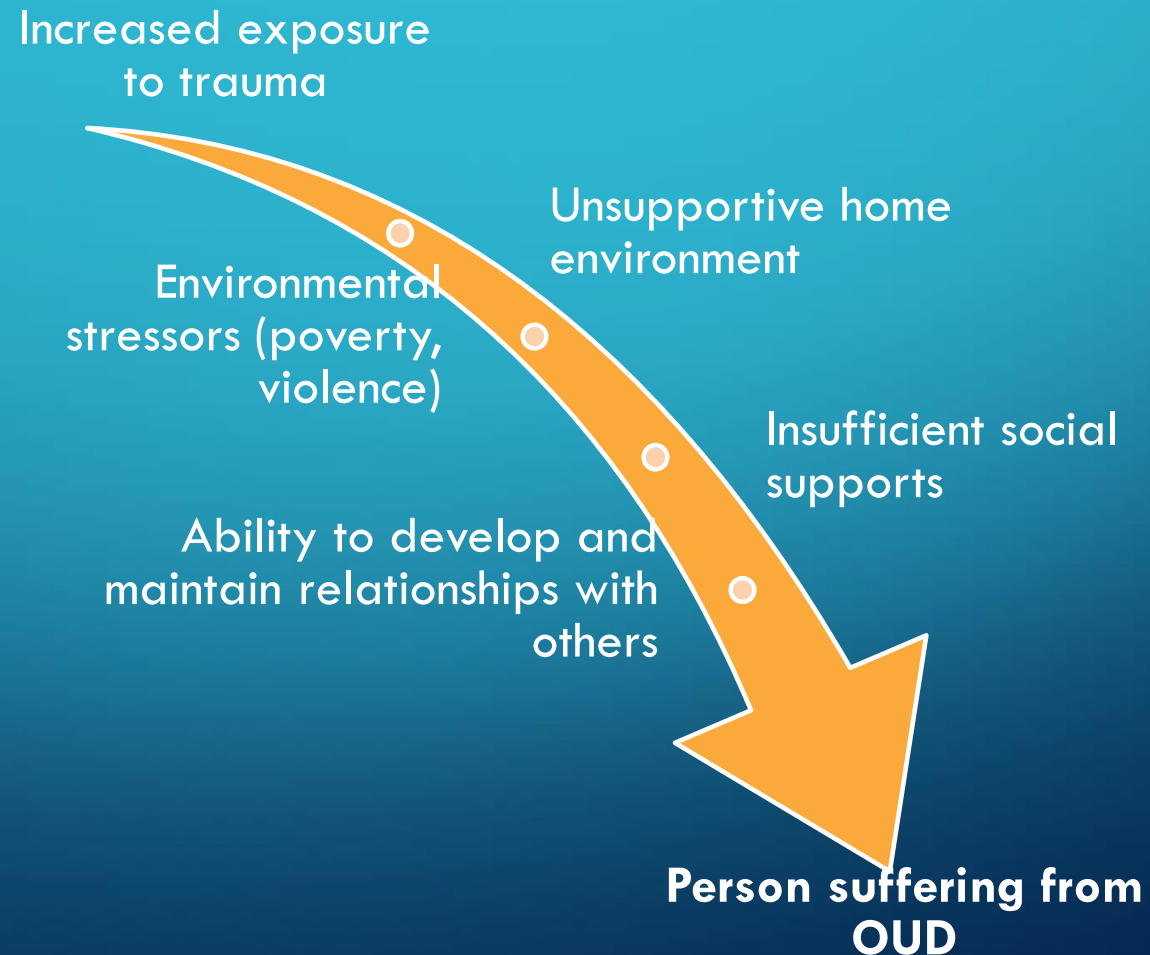 Increased exposure
to trauma
Unsupportive home
environment
Environmental
stressors (poverty,
violence)
Insufficient social
supports
Ability to develop and
maintain relationships with
others
Person suffering from
OUD